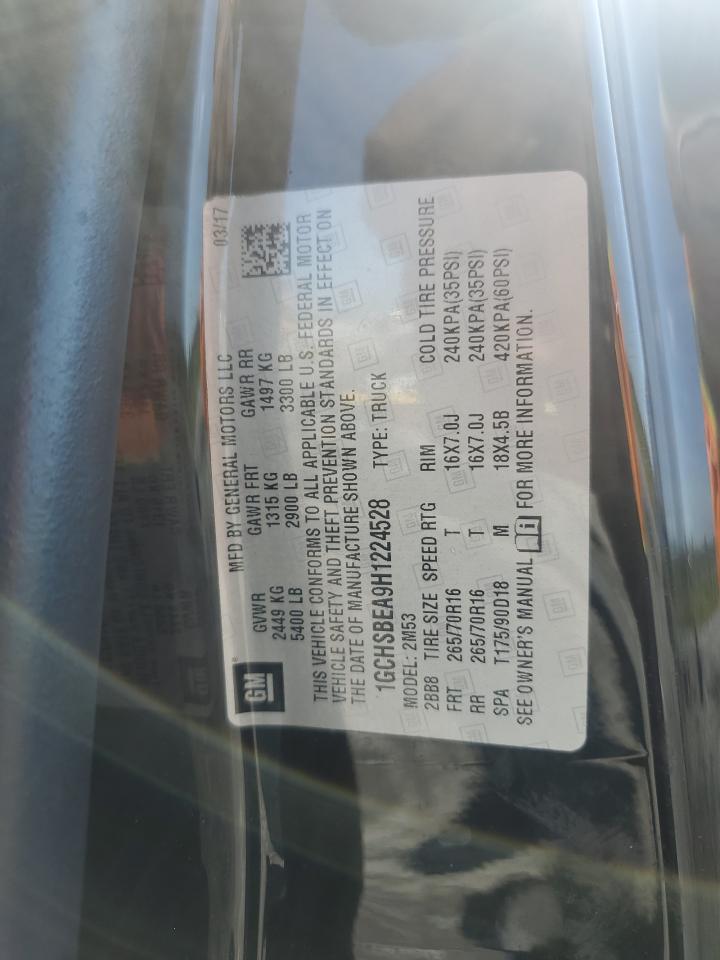 GM
MFD BY GENERAL MOTORS LLC 03/17
GVWR GAWR FRT GAWR RR
2449 KG 1315 KG 1497 KG
5400 LB 2900 LB 3300 LB
THIS VEHICLE CONFORMS TO ALL APPLICABLE U.S. FEDERAL MOTOR
VEHICLE SAFETY AND THEFT PREVENTION STANDARDS IN EFFECT ON
THE DATE OF MANUFACTURE SHOWN ABOVE.
1GCHSBEA9H1224528 TYPE: TRUCK
MODEL: 2M53
2BB8 TIRE SIZE SPEED RTG RIM COLD TIRE PRESSURE
FRT 265/70R16 T 16X7.0J 240KPA(35PSI)
RR 265/70R16 T 16X7.0J 240KPA(35PSI)
SPA T175/90D18 M 18X4.5B 420KPA(60PSI)
SEE OWNER'S MANUAL i FOR MORE INFORMATION.